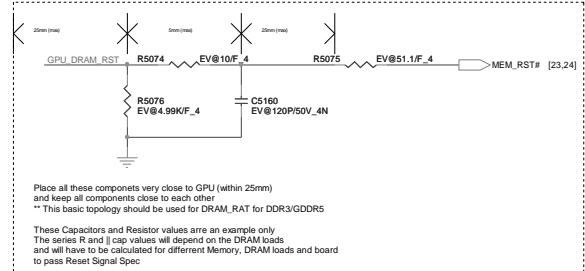 25mm (max) 5mm (max) 25mm (max)
GPU_DRAM_RST R5074 EV@10/F_4 R5075 EV@51.1/F_4 MEM_RST# [23,24]
R5076
EV@4.99K/F_4
C5160
EV@120P/50V_4N
Place all these componets very close to GPU (within 25mm)
and keep all components close to each other
** This basic topology should be used for DRAM_RAT for DDR3/GDDR5
These Capacitors and Resistor values arre an example only
The series R and || cap values will depend on the DRAM loads
and will have to be calculated for differrent Memory, DRAM loads and board
to pass Reset Signal Spec